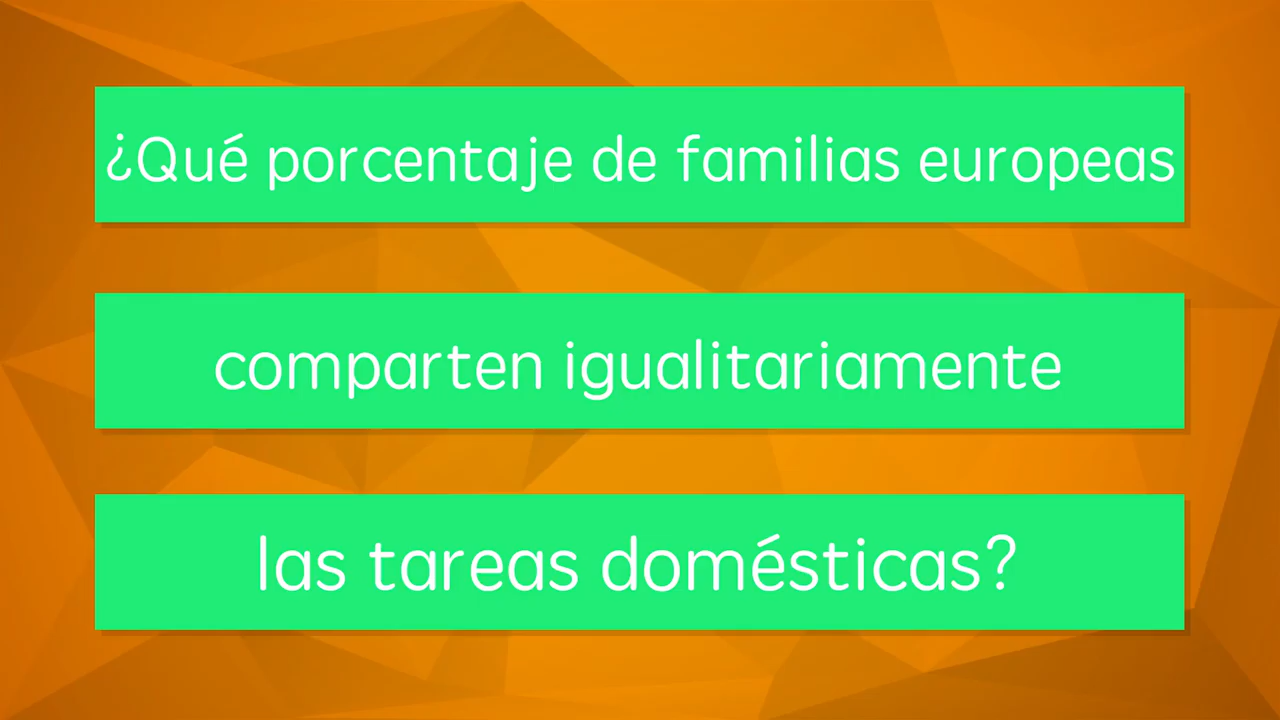 ¿Qué porcentaje de familias europeas
comparten igualitariamente
las tareas domésticas?